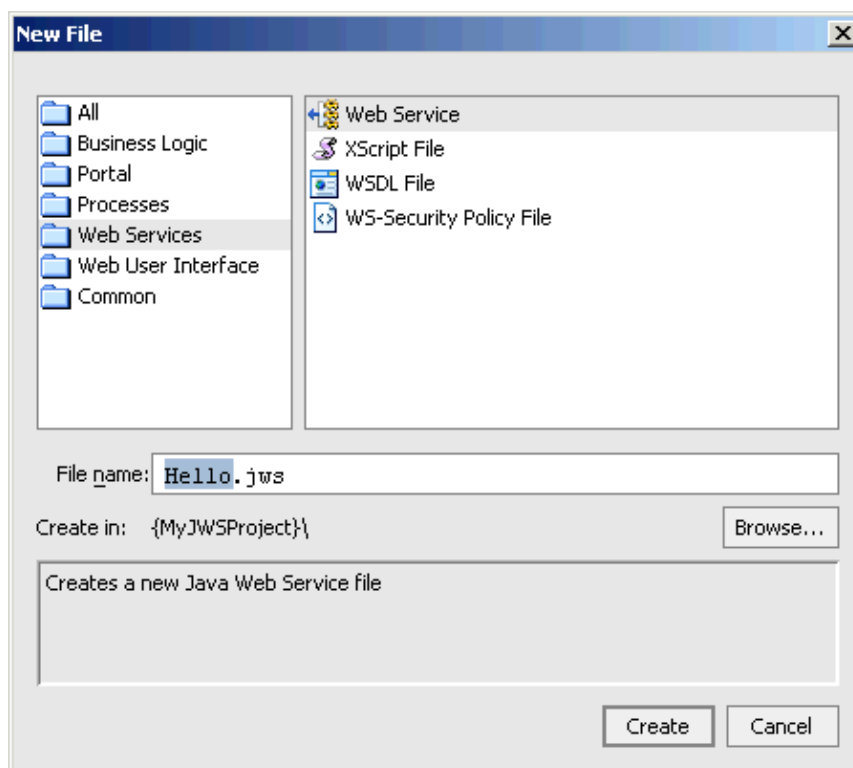 New File
All
Business Logic
Portal
Processes
Web Services
Web User Interface
Common
Web Service
XScript File
WSDL File
WS-Security Policy File
File name: Hello.jws
Create in: {MyJWSProject}\
Browse...
Creates a new Java Web Service file
Create Cancel